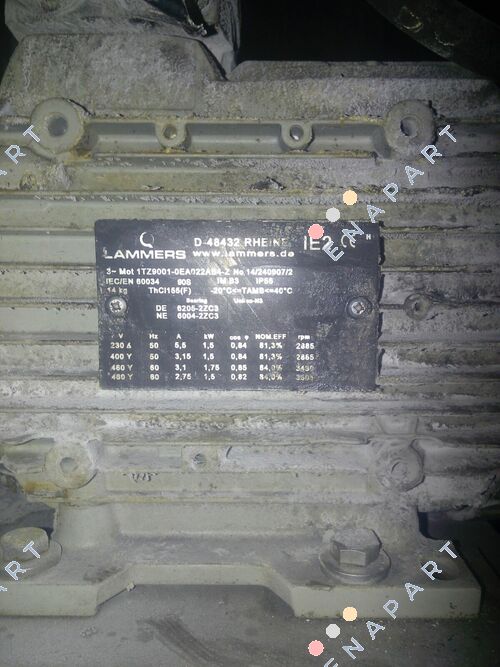 LAMMERS
D-48432 RHEINE
www.lammers.de
IE2
3~ Mot 1TZ9001-0EA022AB4-Z No.14/240907/2
IEC/EN 60034 90S IM B3 IP55
14 kg ThCl155(F) -20°C<=TAMB<=40°C
Bearing
DE 6205-2ZC3
NE 6004-2ZC3
V Hz A kW cos φ NOM.EFF rpm
230 Δ 50 5,5 1,5 0,84 81,3% 2885
400 Y 50 3,15 1,5 0,84 81,3% 2885
460 Y 60 3,1 1,75 0,85 84,0%
460 Y 60 2,75 1,5 0,82 84,0%
ENAPART
ENAPART
ENAPART
ENAPART